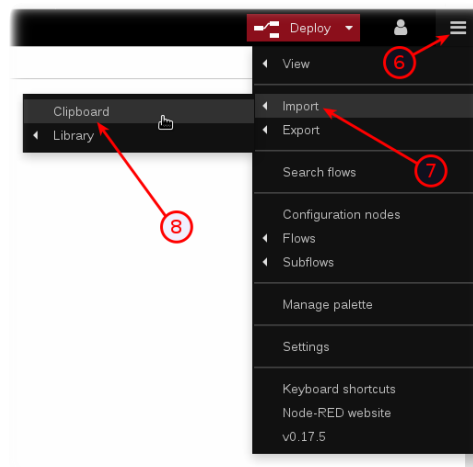 Deploy
6
View
Clipboard
Import
Library
Export
7
Search flows
8
Configuration nodes
Flows
Subflows
Manage palette
Settings
Keyboard shortcuts
Node-RED website
v0.17.5